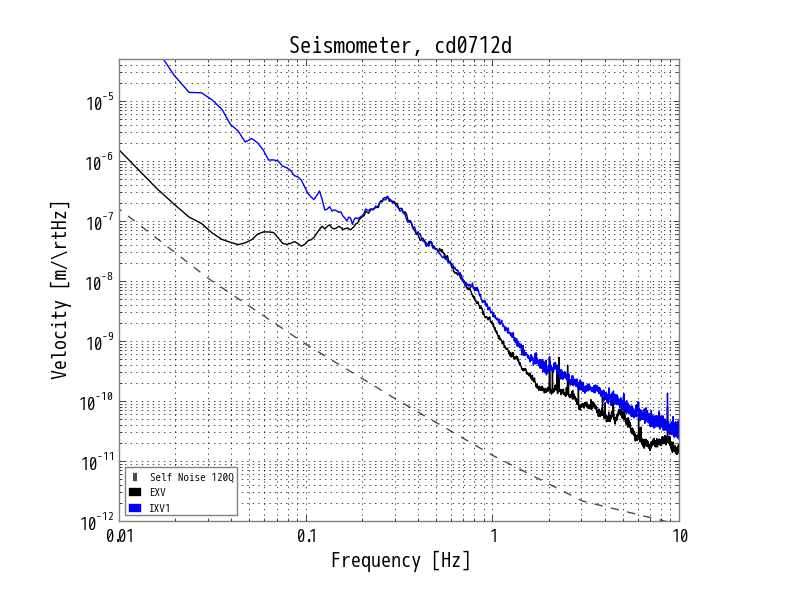 Seismometer, cd0712d
Velocity [m/\rtHz]
10-5
10-6
10-7
10-8
10-9
10-10
10-11
10-12
Self Noise 120Q
EXV
IXV1
0.01 0.1 1 10
Frequency [Hz]